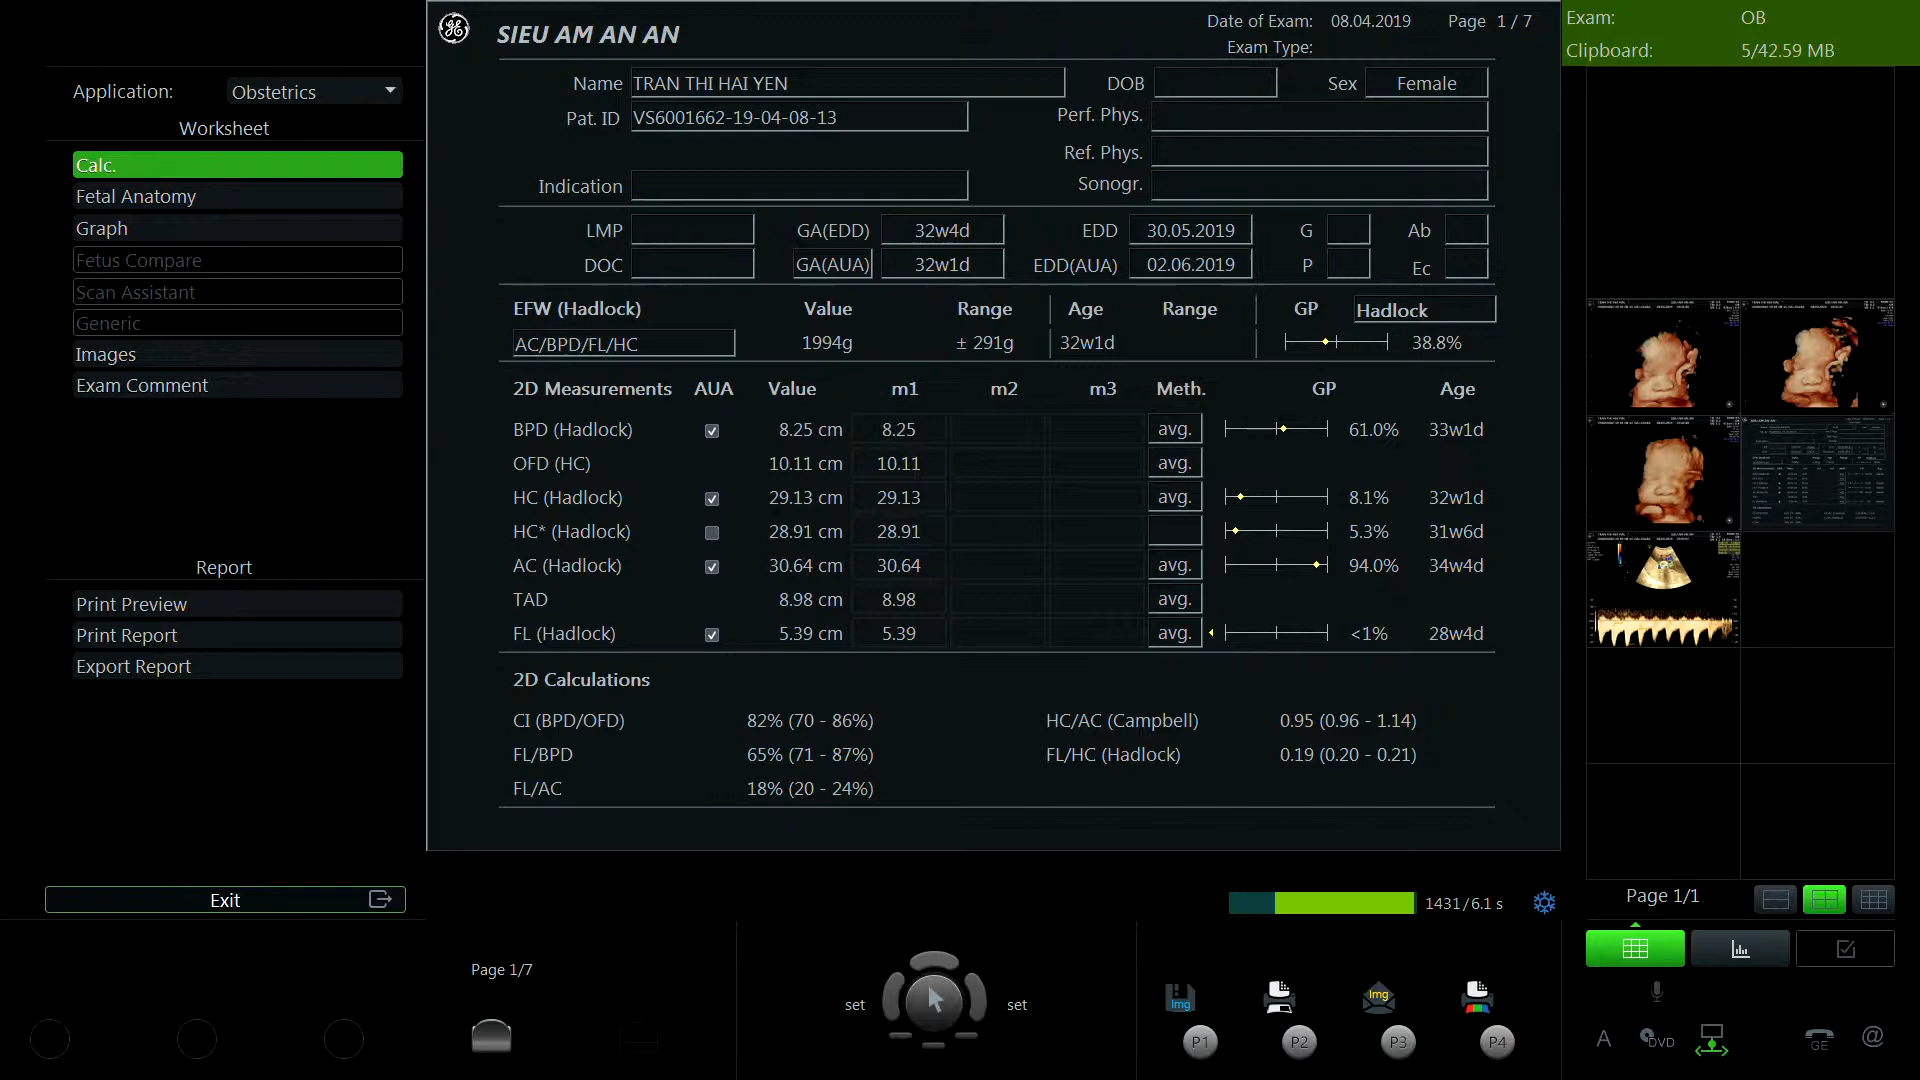 SIEU AM AN AN
Date of Exam: 08.04.2019 Page 1 / 7
Exam Type:
Exam: OB
Clipboard: 5/42.59 MB
Application: Obstetrics
Worksheet
Calc.
Fetal Anatomy
Graph
Fetus Compare
Scan Assistant
Generic
Images
Exam Comment
Report
Print Preview
Print Report
Export Report
Exit
Name TRAN THI HAI YEN DOB Sex Female
Pat. ID VS6001662-19-04-08-13 Perf. Phys.
Ref. Phys.
Indication Sonogr.
LMP GA(EDD) 32w4d EDD 30.05.2019 G Ab
DOC GA(AUA) 32w1d EDD(AUA) 02.06.2019 P Ec
EFW (Hadlock) Value Range Age Range GP Hadlock
AC/BPD/FL/HC 1994g ± 291g 32w1d 38.8%
2D Measurements AUA Value m1 m2 m3 Meth. GP Age
BPD (Hadlock) 8.25 cm 8.25 avg. 61.0% 33w1d
OFD (HC) 10.11 cm 10.11 avg.
HC (Hadlock) 29.13 cm 29.13 avg. 8.1% 32w1d
HC* (Hadlock) 28.91 cm 28.91 5.3% 31w6d
AC (Hadlock) 30.64 cm 30.64 avg. 94.0% 34w4d
TAD 8.98 cm 8.98 avg.
FL (Hadlock) 5.39 cm 5.39 avg. <1% 28w4d
2D Calculations
CI (BPD/OFD) 82% (70 - 86%) HC/AC (Campbell) 0.95 (0.96 - 1.14)
FL/BPD 65% (71 - 87%) FL/HC (Hadlock) 0.19 (0.20 - 0.21)
FL/AC 18% (20 - 24%)
1431/6.1 s
Page 1/1
Page 1/7
set set
Img Img
P1 P2 P3 P4
A DVD GE @